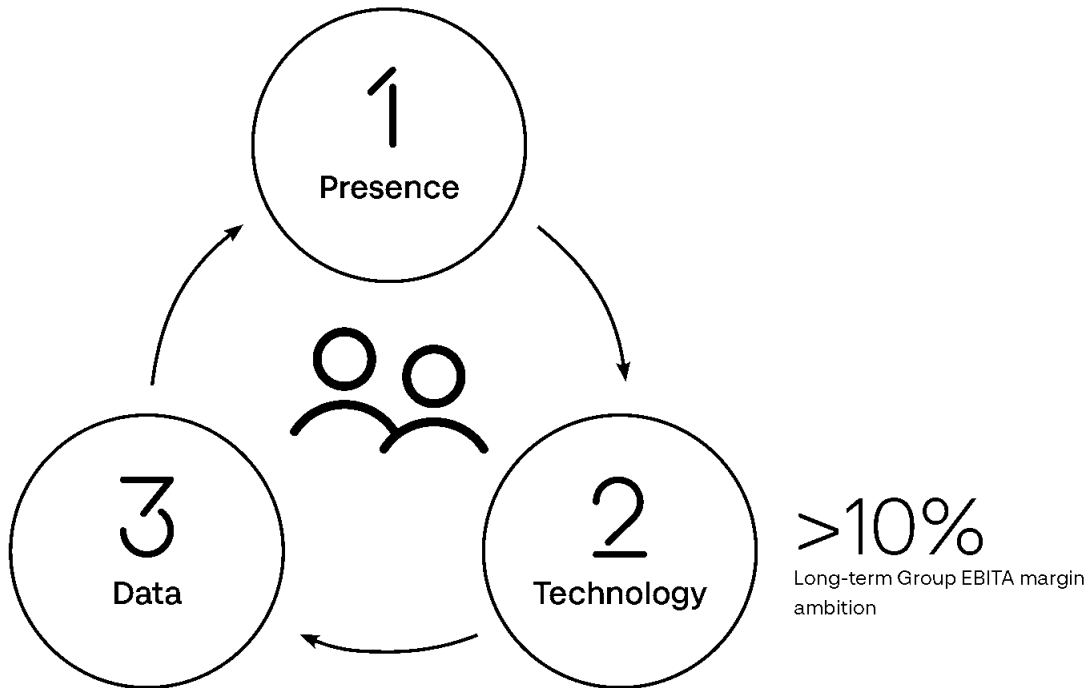 1
Presence
3
Data
2
Technology
>10%
Long-term Group EBITA margin
ambition